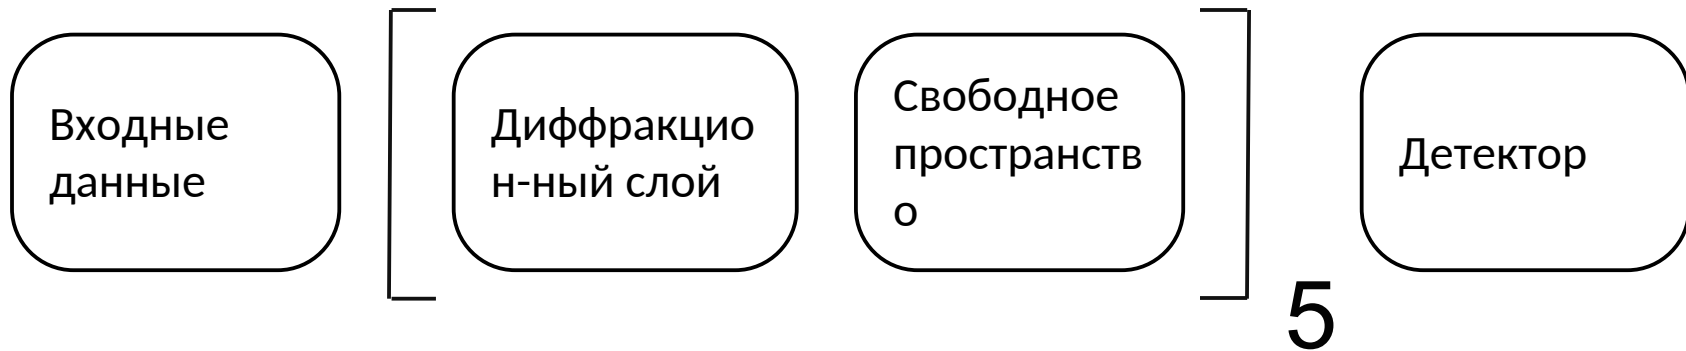 Входные
данные
Диффракцио
н-ный слой
Свободное
пространств
о
Детектор
5